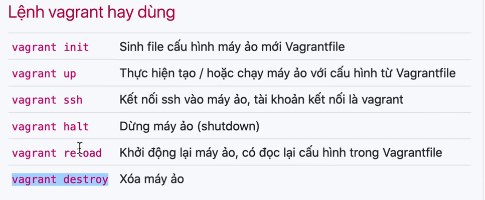 Lệnh vagrant hay dùng
vagrant init Sinh file cấu hình máy ảo mới Vagrantfile
vagrant up Thực hiện tạo / hoặc chạy máy ảo với cấu hình từ Vagrantfile
vagrant ssh Kết nối ssh vào máy ảo, tài khoản kết nối là vagrant
vagrant halt Dừng máy ảo (shutdown)
vagrant reload Khởi động lại máy ảo, có đọc lại cấu hình trong Vagrantfile
vagrant destroy Xóa máy ảo